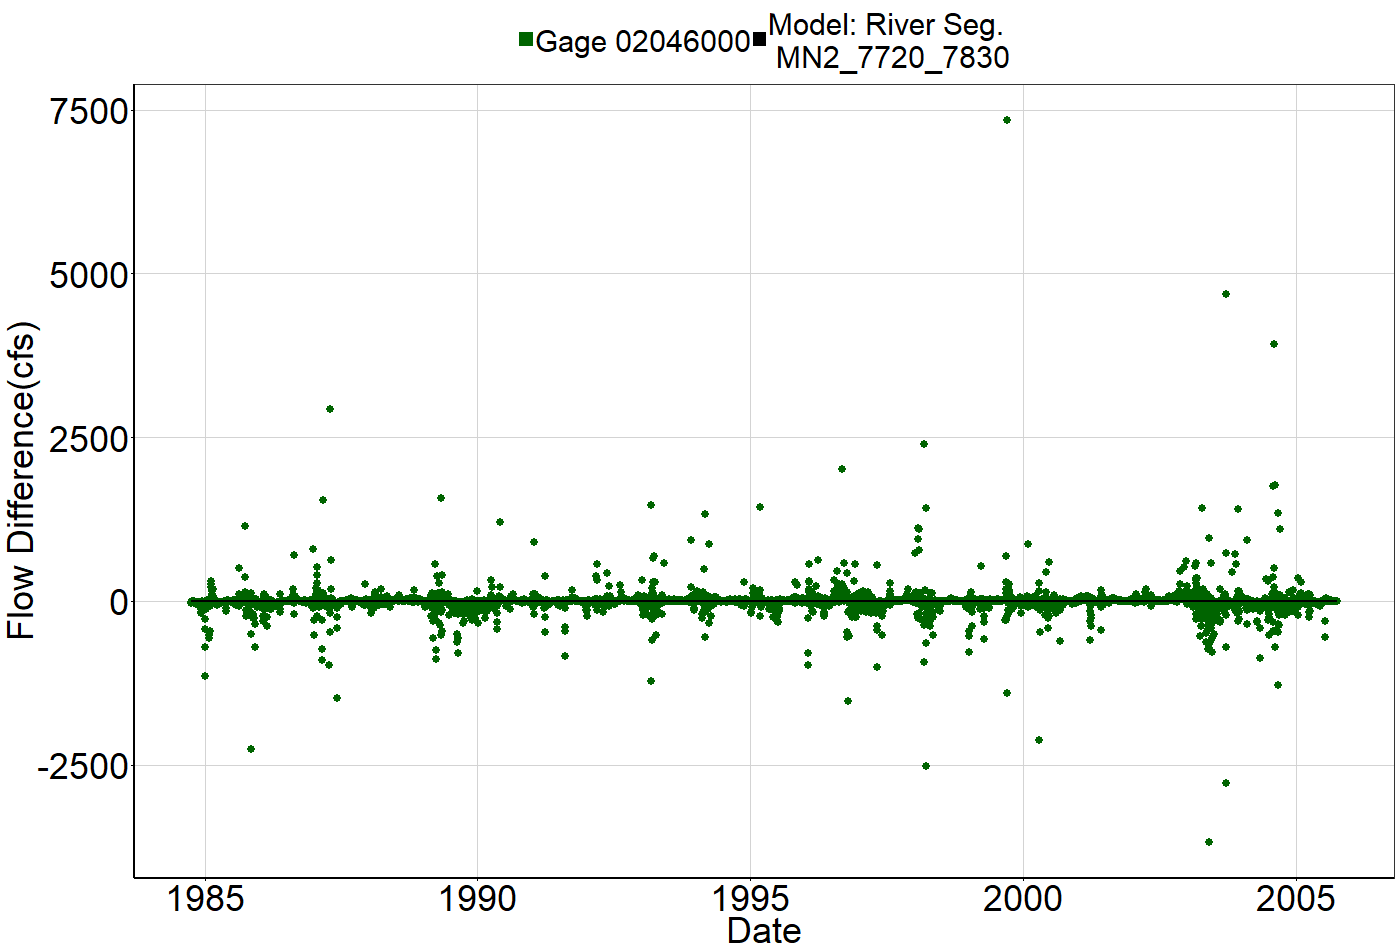 Gage 02046000
Model: River Seg.
MN2_7720_7830
7500
5000
2500
0
-2500
Flow Difference(cfs)
1985 1990 1995 2000 2005
Date